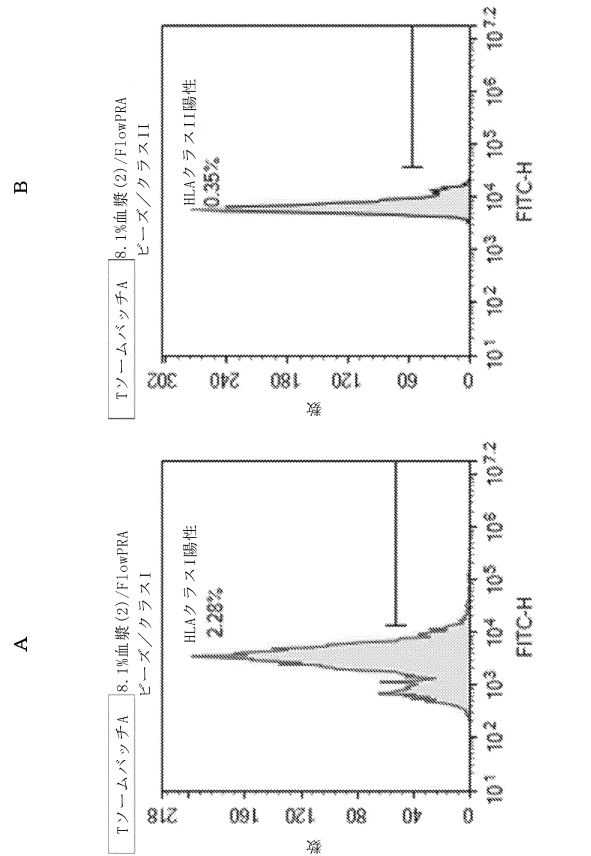 A
TソームバッチA 8.1%血漿(2)/FlowPRA
ビーズ/クラスI
HLAクラスI陽性
2.28%
218
160
120
80
40
0
数
10¹ 10² 10³ 10⁴ 10⁵ 10⁶ 10⁷·²
FITC-H
B
TソームバッチA 8.1%血漿(2)/FlowPRA
ビーズ/クラスII
HLAクラスII陽性
0.35%
302
240
180
120
60
0
数
10¹ 10² 10³ 10⁴ 10⁵ 10⁶ 10⁷·²
FITC-H